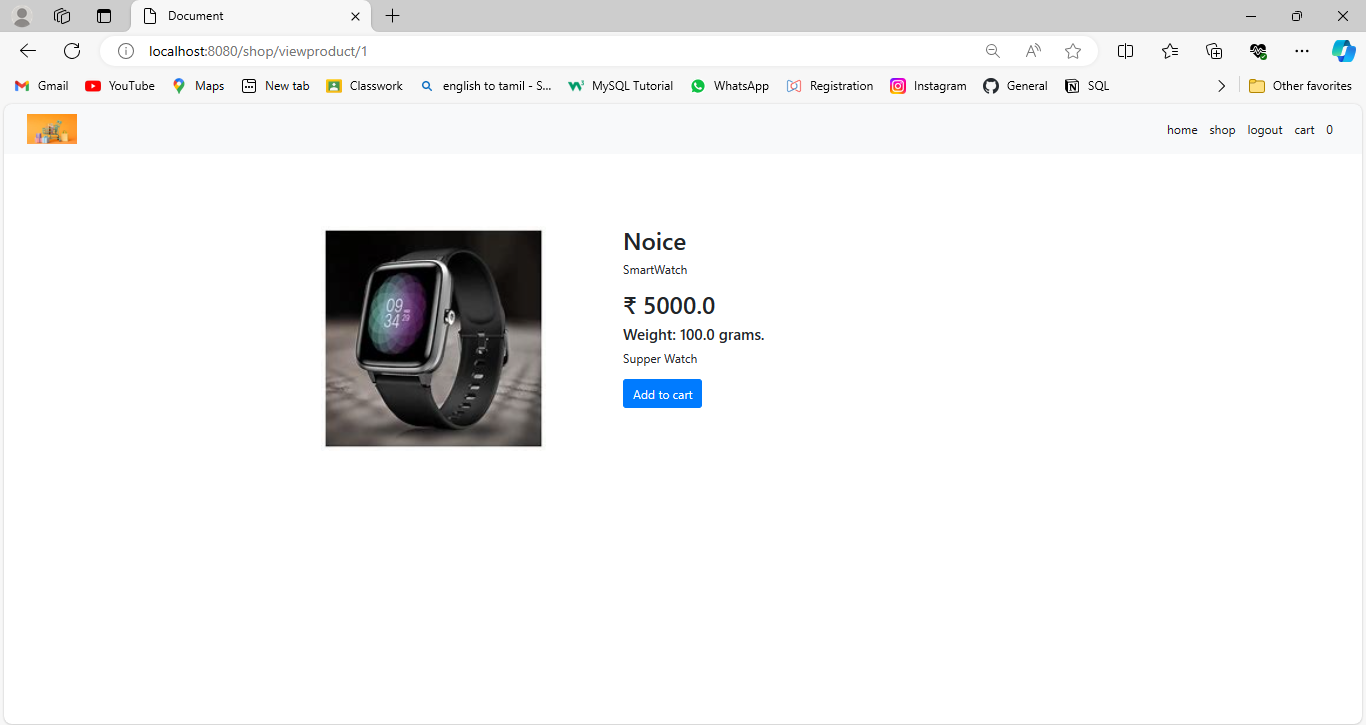 Document
localhost:8080/shop/viewproduct/1
Gmail YouTube Maps New tab Classwork english to tamil - S... MySQL Tutorial WhatsApp Registration Instagram General SQL Other favorites
home shop logout cart 0
Noice
SmartWatch
₹ 5000.0
Weight: 100.0 grams.
Supper Watch
Add to cart
09
34 29